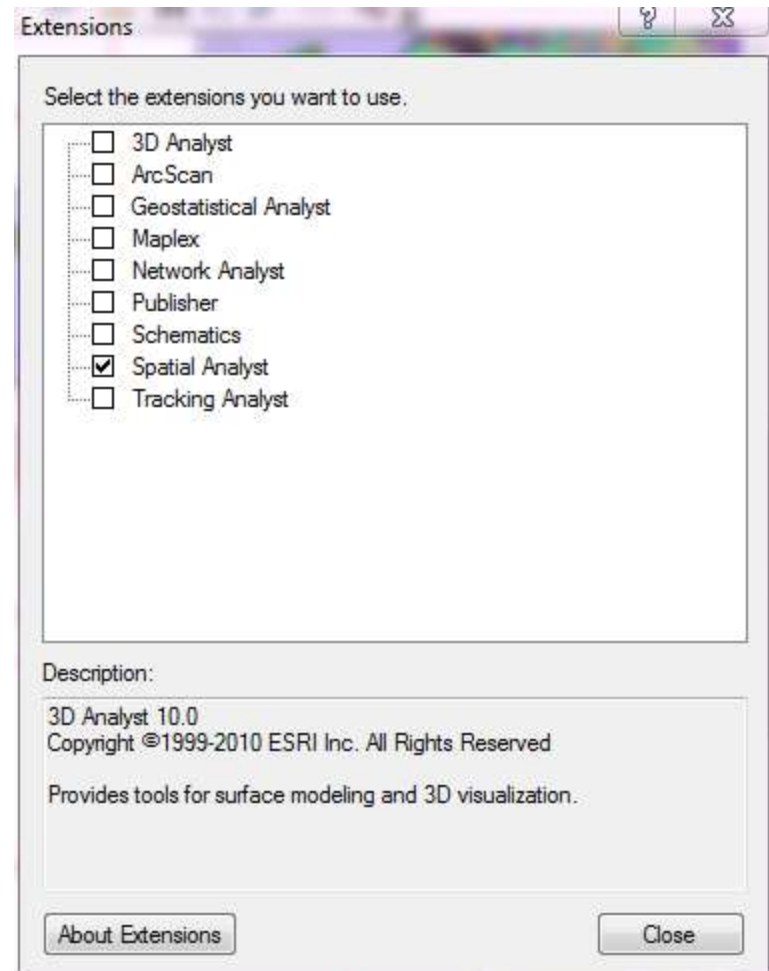 Extensions
Select the extensions you want to use.
3D Analyst
ArcScan
Geostatistical Analyst
Maplex
Network Analyst
Publisher
Schematics
Spatial Analyst
Tracking Analyst
Description:
3D Analyst 10.0
Copyright ©1999-2010 ESRI Inc. All Rights Reserved
Provides tools for surface modeling and 3D visualization.
About Extensions
Close